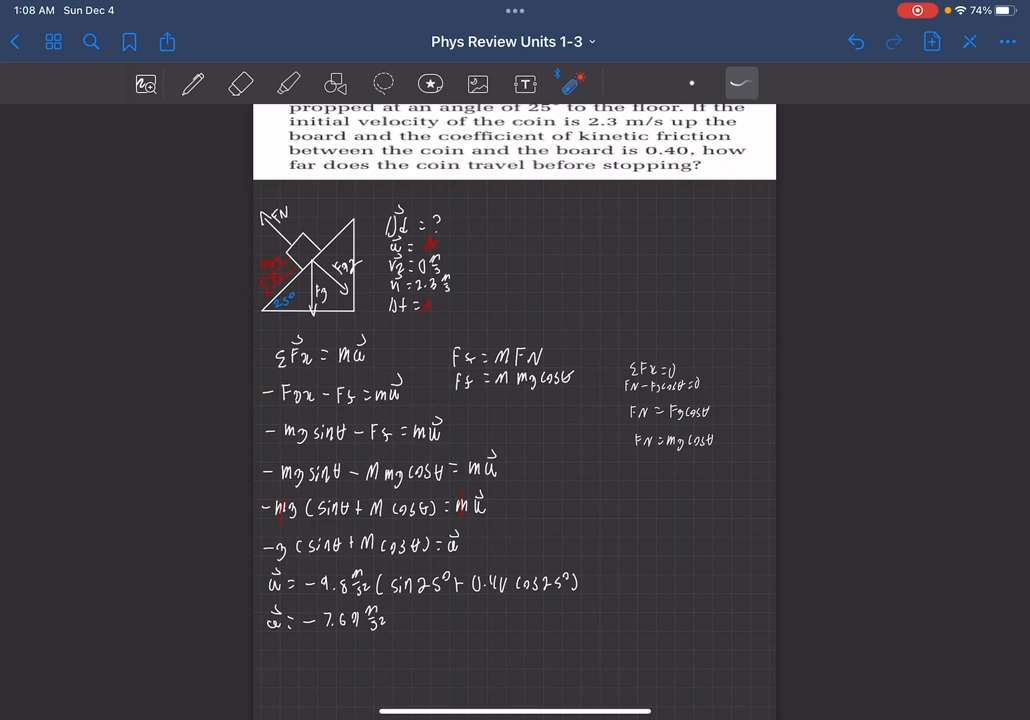 1:08 AM Sun Dec 4
74%
Phys Review Units 1-3
propped at an angle of 25° to the floor. If the
initial velocity of the coin is 2.3 m/s up the
board and the coefficient of kinetic friction
between the coin and the board is 0.40, how
far does the coin travel before stopping?
FN
Fg
25°
Δd = ?
a =
v2 = 0 m/s
v1 = 2.3 m/s
Δt = x
ΣFx = ma
- Fgx - Ff = ma
- mg sinθ - Ff = ma
- mg sinθ - M mg cosθ = ma
- mg (sinθ + M cosθ) = ma
- g (sinθ + M cosθ) = a
a = - 9.8 m/s² ( sin 25° + 0.40 cos 25°)
a = - 7.69 m/s²
Ff = M FN
Ff = M mg cosθ
ΣFx = 0
FN - Fg cosθ = 0
FN = Fg cosθ
FN = mg cosθ